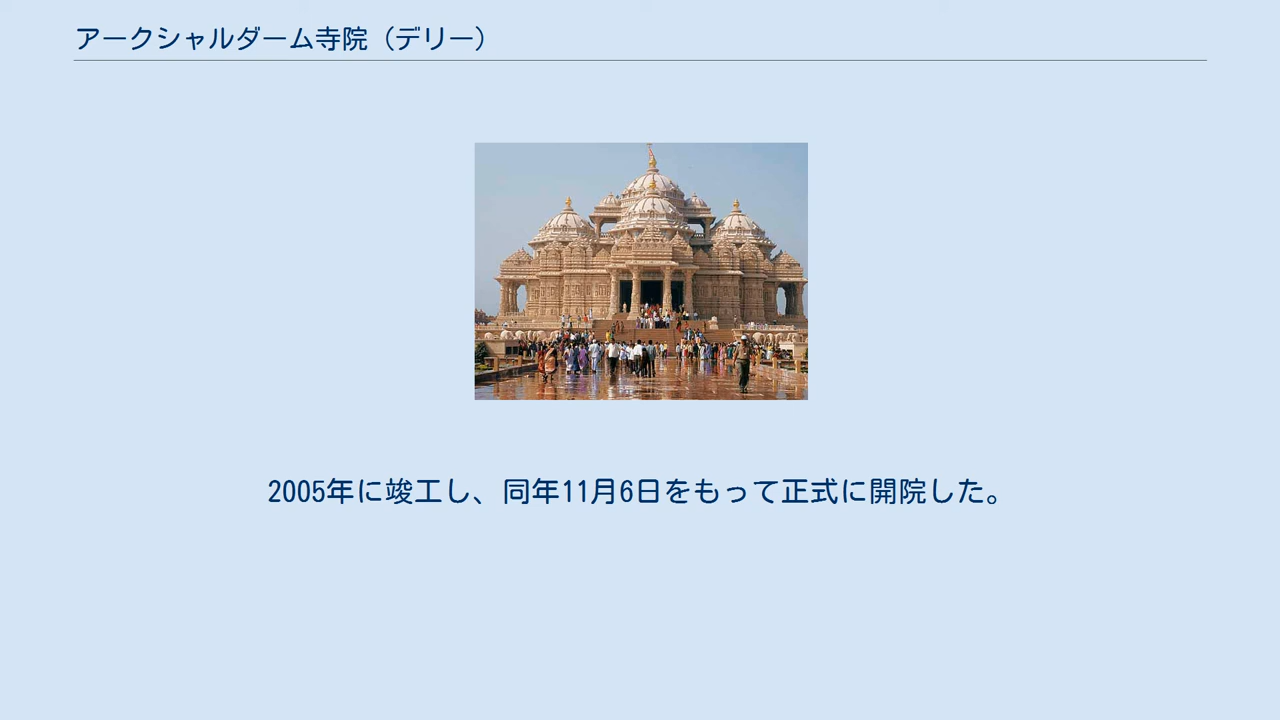 アークシャルダーム寺院（デリー）
2005年に竣工し、同年11月6日をもって正式に開院した。